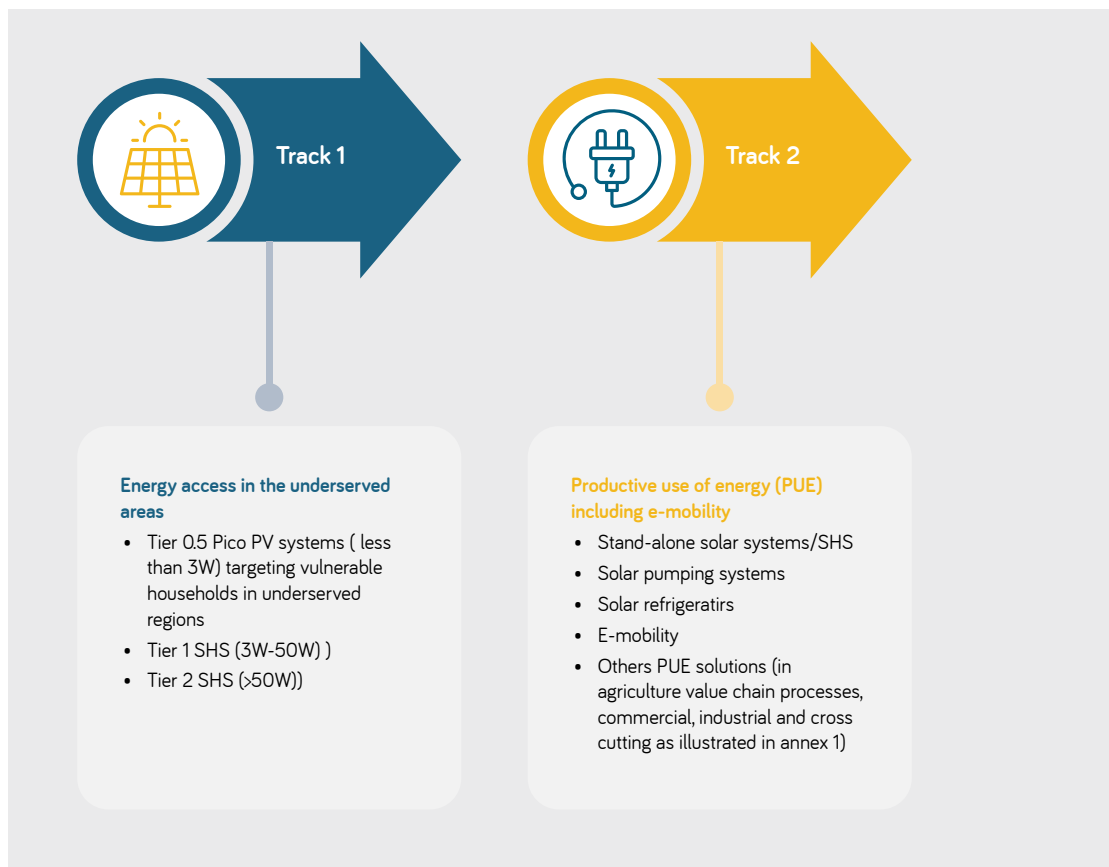 Track 1
Energy access in the underserved
areas
• Tier 0.5 Pico PV systems ( less
than 3W) targeting vulnerable
households in underserved
regions
• Tier 1 SHS (3W-50W) )
• Tier 2 SHS (>50W))
Track 2
Productive use of energy (PUE)
including e-mobility
• Stand-alone solar systems/SHS
• Solar pumping systems
• Solar refrigeratirs
• E-mobility
• Others PUE solutions (in
agriculture value chain processes,
commercial, industrial and cross
cutting as illustrated in annex 1)